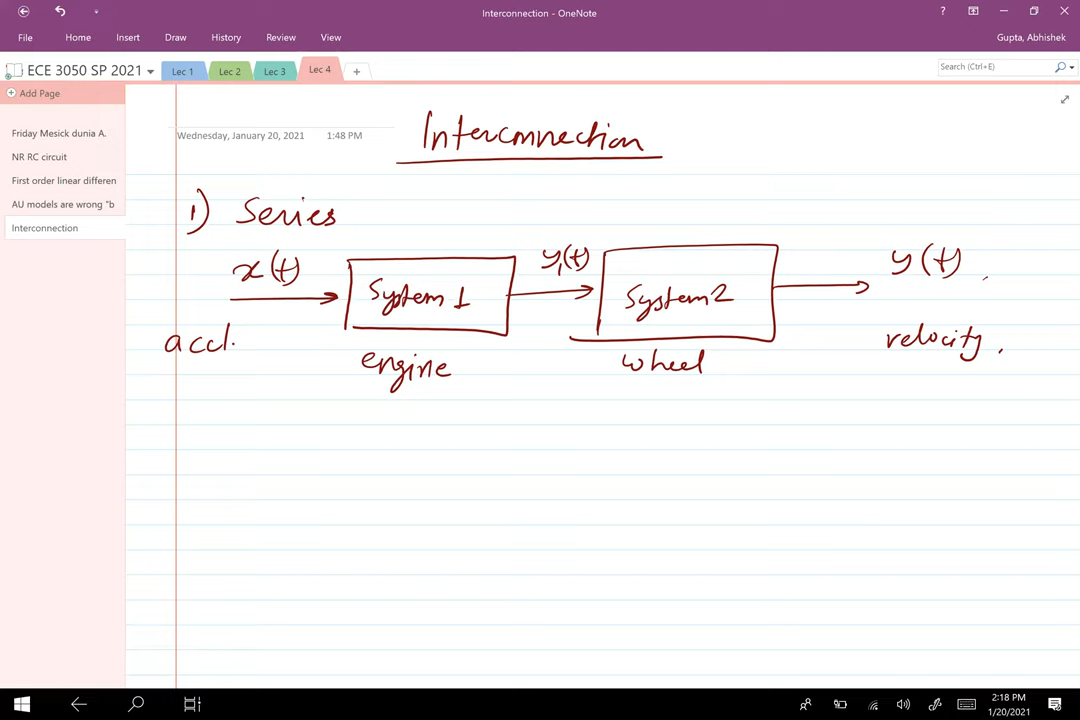 Interconnection - OneNote
?
File Home Insert Draw History Review View
Gupta, Abhishek
ECE 3050 SP 2021
Lec 1 Lec 2 Lec 3 Lec 4
Search (Ctrl+E)
Add Page
Friday Mesick dunia A.
NR RC circuit
First order linear differen
AU models are wrong "b
Interconnection
Wednesday, January 20, 2021 1:48 PM
Interconnection
1) Series
x(t) y₁(t) y(t)
System 1 System 2
accl. engine wheel velocity.
2:18 PM
1/20/2021